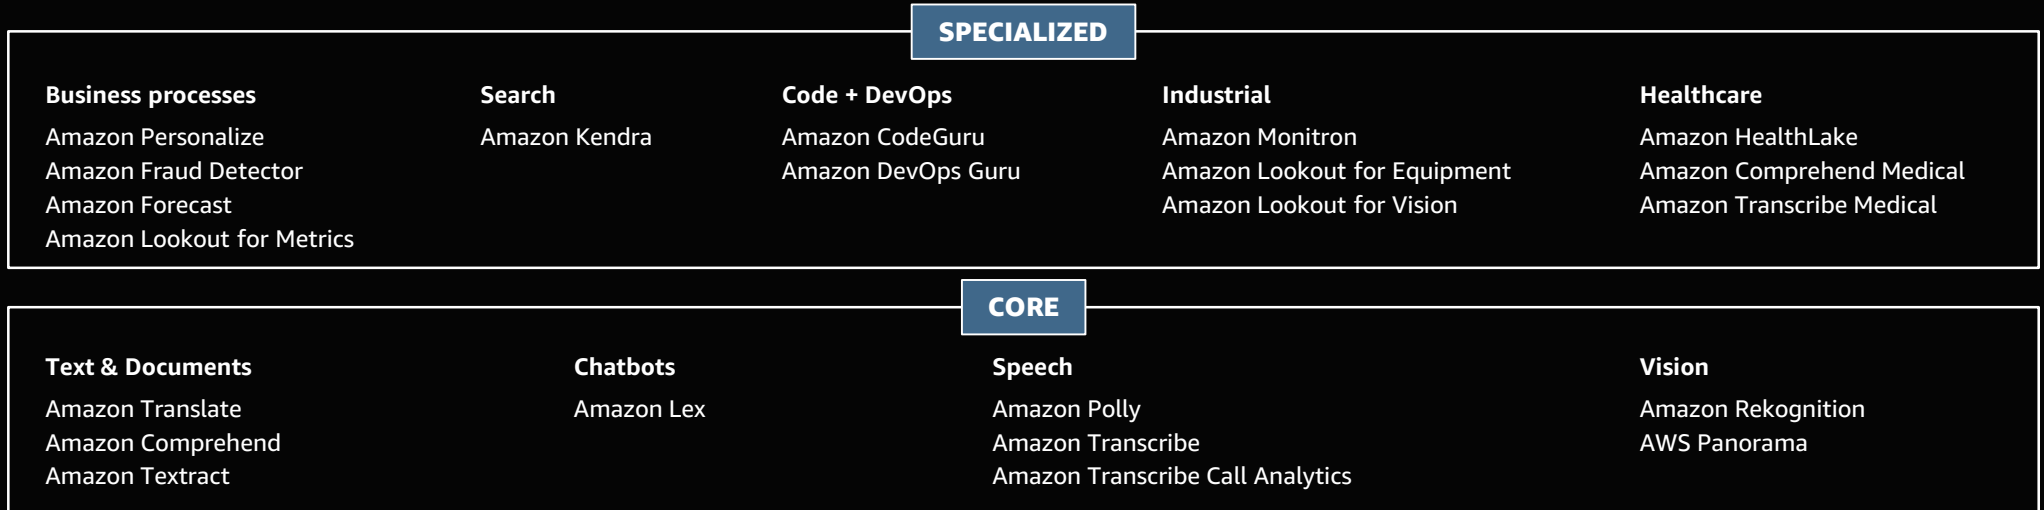 SPECIALIZED
Business processes
Amazon Personalize
Amazon Fraud Detector
Amazon Forecast
Amazon Lookout for Metrics
Search
Amazon Kendra
Code + DevOps
Amazon CodeGuru
Amazon DevOps Guru
Industrial
Amazon Monitron
Amazon Lookout for Equipment
Amazon Lookout for Vision
Healthcare
Amazon HealthLake
Amazon Comprehend Medical
Amazon Transcribe Medical
CORE
Text & Documents
Amazon Translate
Amazon Comprehend
Amazon Textract
Chatbots
Amazon Lex
Speech
Amazon Polly
Amazon Transcribe
Amazon Transcribe Call Analytics
Vision
Amazon Rekognition
AWS Panorama